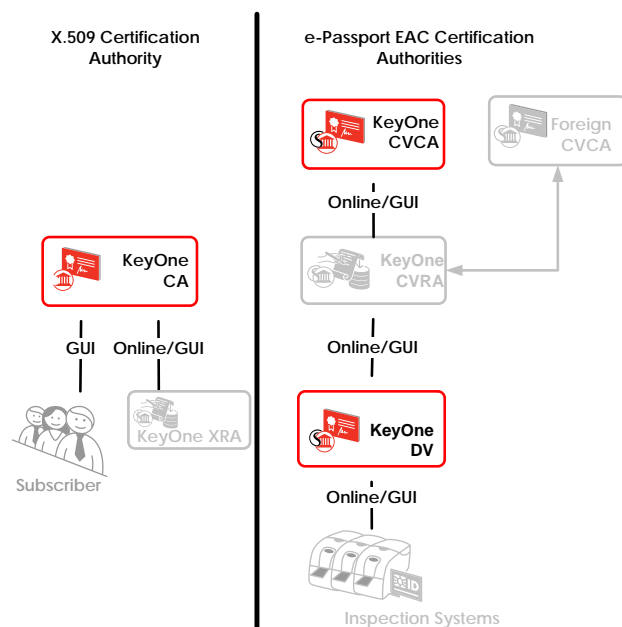 X.509 Certification
Authority
KeyOne
CA
GUI
Online/GUI
KeyOne XRA
Subscriber
e-Passport EAC Certification
Authorities
KeyOne
CVCA
Foreign
CVCA
Online/GUI
KeyOne
CVRA
Online/GUI
KeyOne
DV
Online/GUI
ID
Inspection Systems